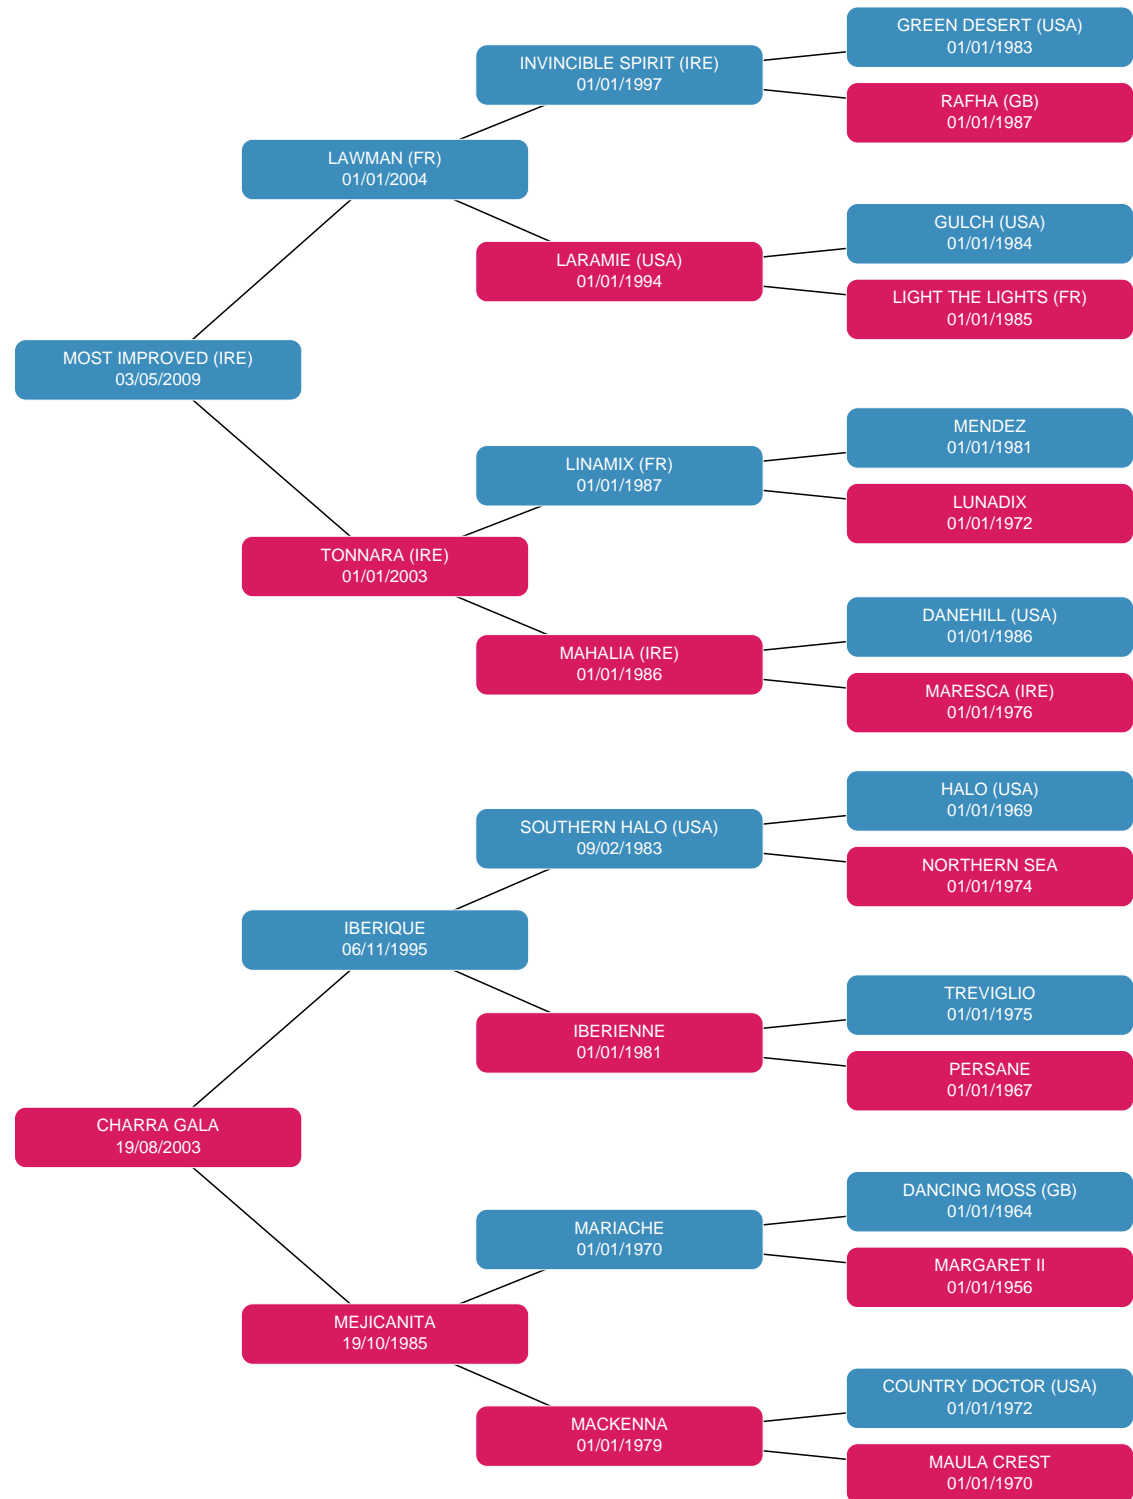 GREEN DESERT (USA)
01/01/1983
INVINCIBLE SPIRIT (IRE)
01/01/1997
RAFHA (GB)
01/01/1987
LAWMAN (FR)
01/01/2004
GULCH (USA)
01/01/1984
LARAMIE (USA)
01/01/1994
LIGHT THE LIGHTS (FR)
01/01/1985
MOST IMPROVED (IRE)
03/05/2009
MENDEZ
01/01/1981
LINAMIX (FR)
01/01/1987
LUNADIX
01/01/1972
TONNARA (IRE)
01/01/2003
DANEHILL (USA)
01/01/1986
MAHALIA (IRE)
01/01/1986
MARESCA (IRE)
01/01/1976
HALO (USA)
01/01/1969
SOUTHERN HALO (USA)
09/02/1983
NORTHERN SEA
01/01/1974
IBERIQUE
06/11/1995
TREVIGLIO
01/01/1975
IBERIENNE
01/01/1981
PERSANE
01/01/1967
CHARRA GALA
19/08/2003
DANCING MOSS (GB)
01/01/1964
MARIACHE
01/01/1970
MARGARET II
01/01/1956
MEJICANITA
19/10/1985
COUNTRY DOCTOR (USA)
01/01/1972
MACKENNA
01/01/1979
MAULA CREST
01/01/1970